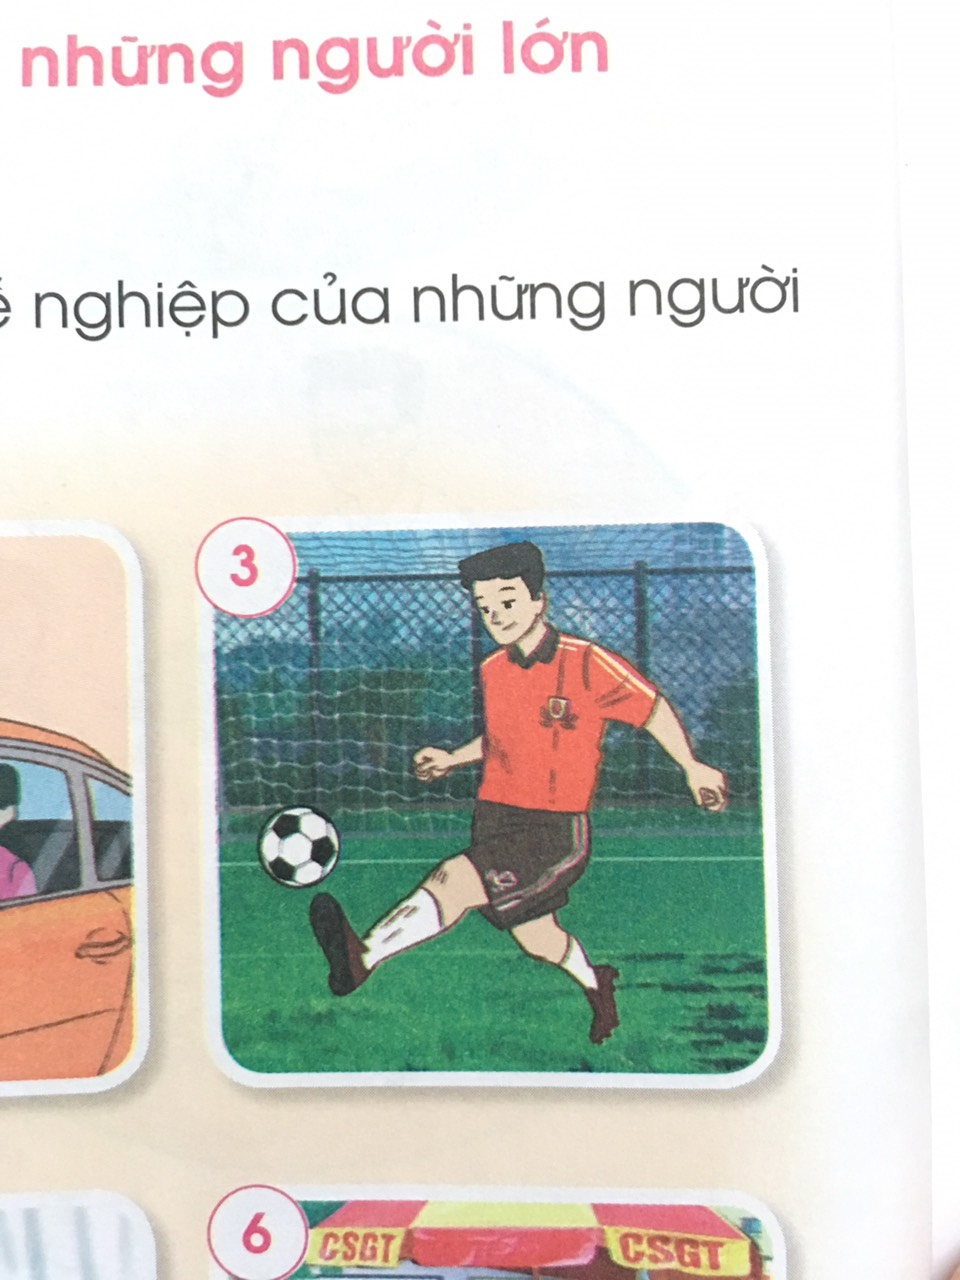 những người lớn
nghiệp của những người
3
6
CSGT CSGT